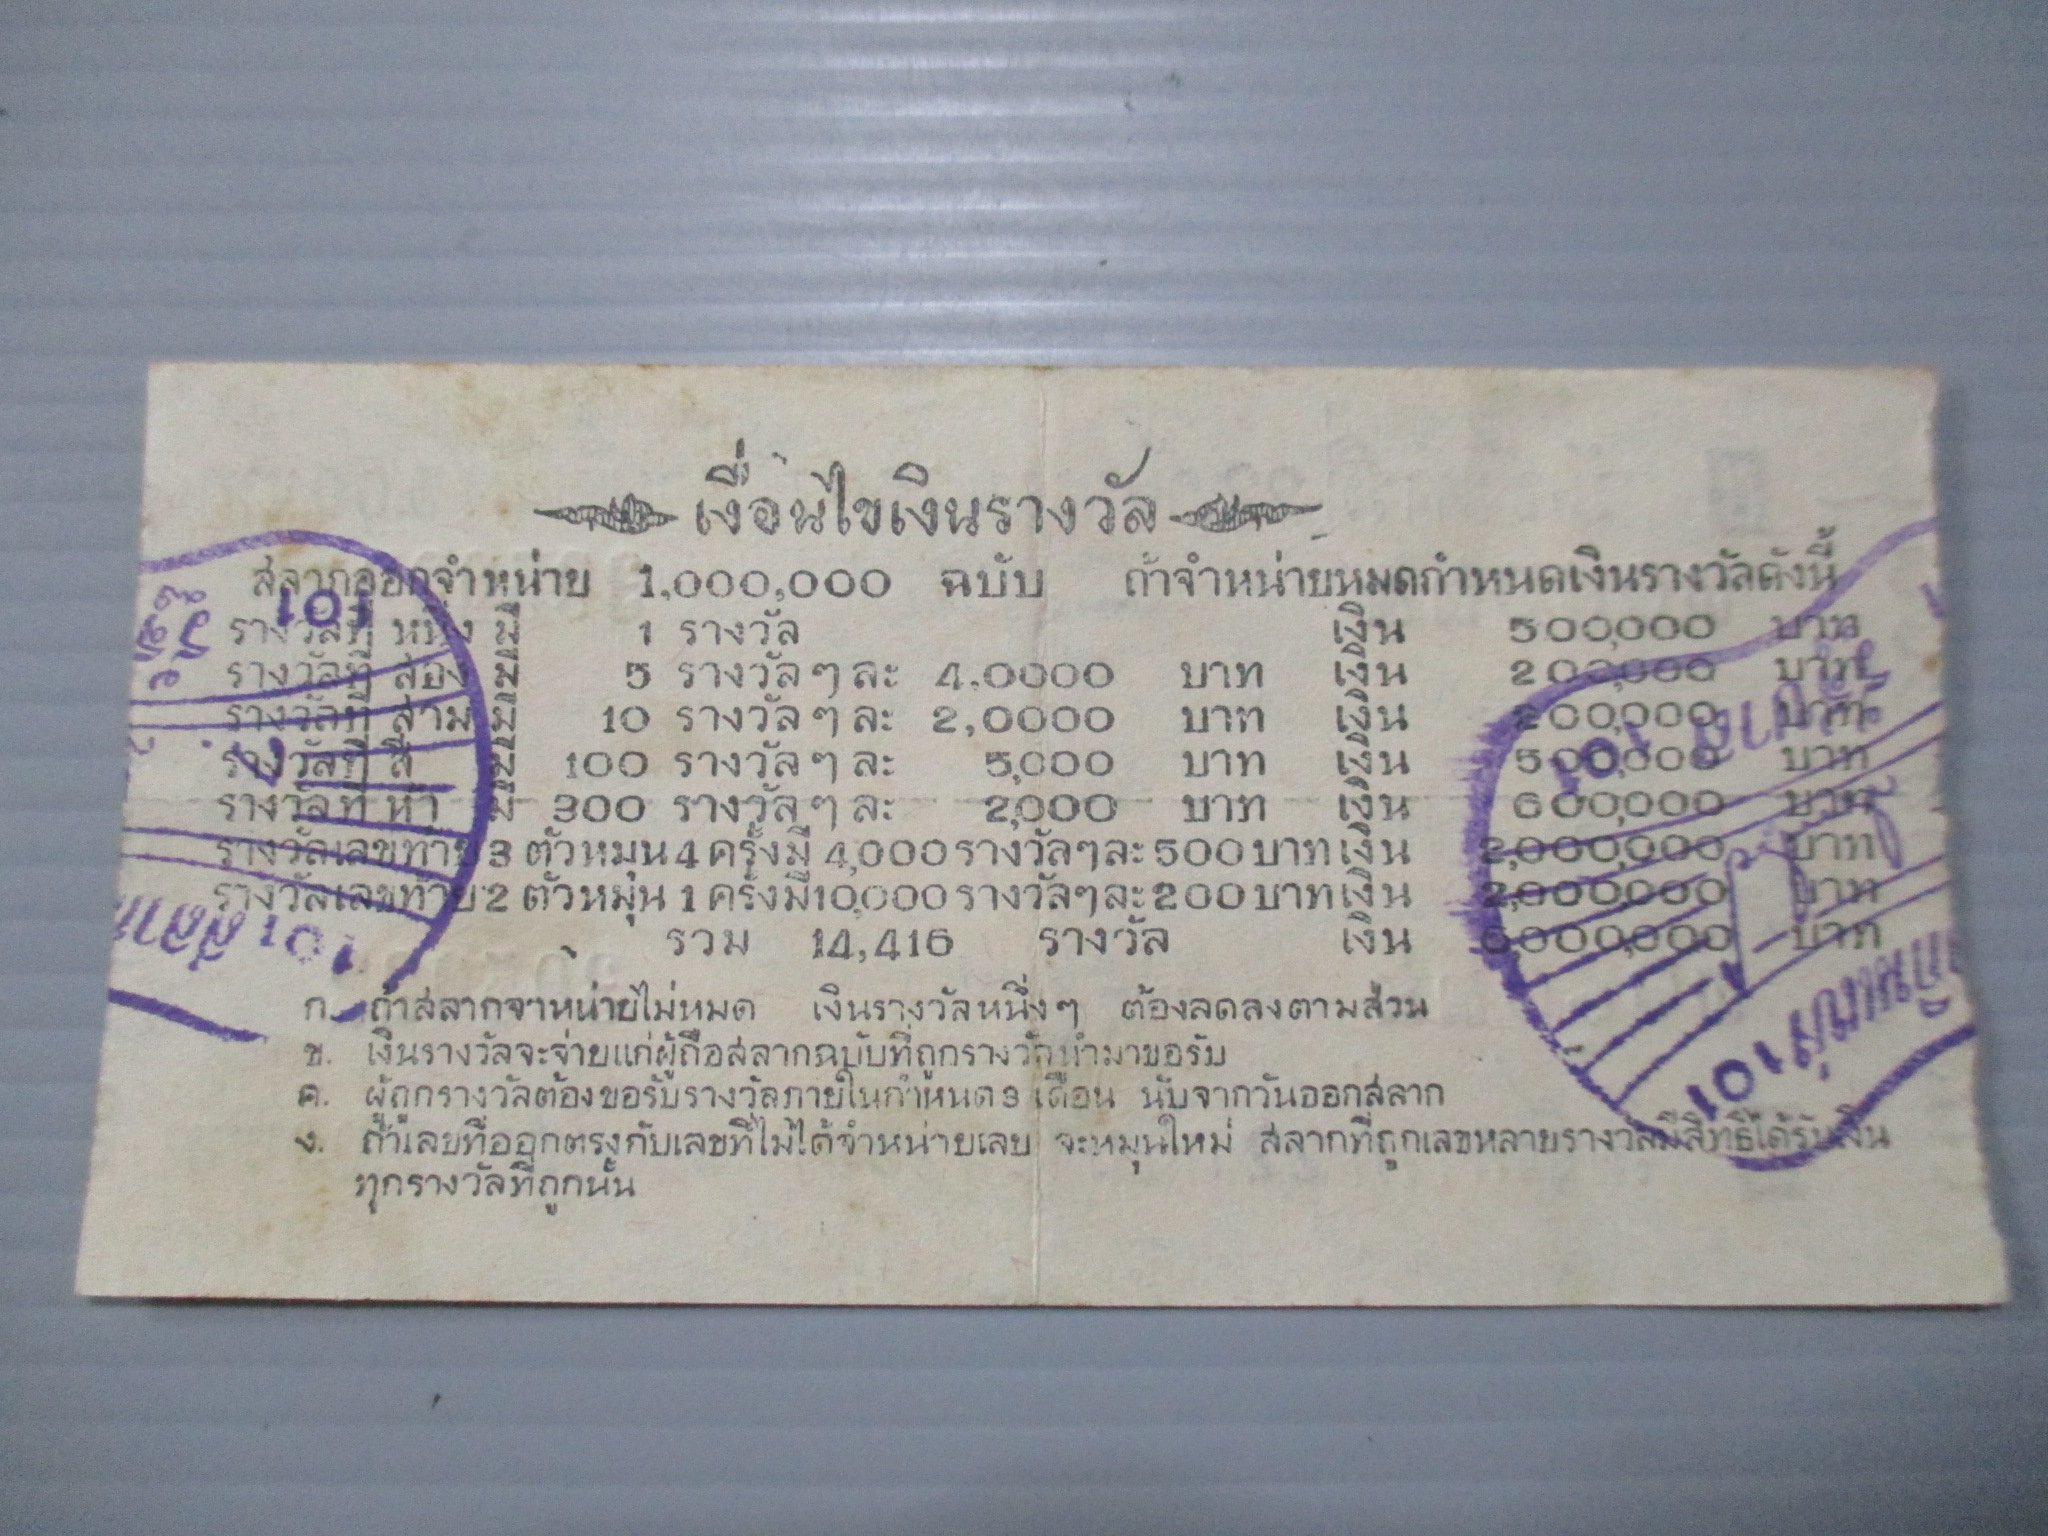 เงื่อนไขเงินรางวัล
สลากออกจำหน่าย 1,000,000 ฉบับ ถ้าจำหน่ายหมดกำหนดเงินรางวัลดังนี้
รางวัลที่ หนึ่ง มี 1 รางวัล เงิน 500,000 บาท
รางวัลที่ สอง มี 5 รางวัลๆ ละ 4,0000 บาท เงิน 200,000 บาท
รางวัลที่ สาม มี 10 รางวัลๆ ละ 2,0000 บาท เงิน 200,000 บาท
รางวัลที่ สี่ มี 100 รางวัลๆ ละ 5,000 บาท เงิน 500,000 บาท
รางวัลที่ ห้า มี 300 รางวัลๆ ละ 2,000 บาท เงิน 600,000 บาท
รางวัลเลขท้าย 3 ตัวหมุน 4 ครั้งมี 4,000 รางวัลๆละ 500 บาท เงิน 2,000,000 บาท
รางวัลเลขท้าย 2 ตัวหมุน 1 ครั้งมี 10,000 รางวัลๆละ 200 บาท เงิน 2,000,000 บาท
รวม 14,416 รางวัล เงิน 6,000,000 บาท
ก. ถ้าสลากจำหน่ายไม่หมด เงินรางวัลหนึ่งๆ ต้องลดลงตามส่วน
ข. เงินรางวัลจะจ่ายแก่ผู้ถือสลากฉบับที่ถูกรางวัลนำมาขอรับ
ค. ผู้ถูกรางวัลต้องขอรับรางวัลภายในกำหนด 3 เดือน นับจากวันออกสลาก
ง. ถ้าเลขที่ออกตรงกับเลขที่ไม่ได้จำหน่ายเลย จะหมุนใหม่ สลากที่ถูกเลขหลายรางวัลมีสิทธิได้รับเงิน
ทุกรางวัลที่ถูกนั้น
101
101
101
101